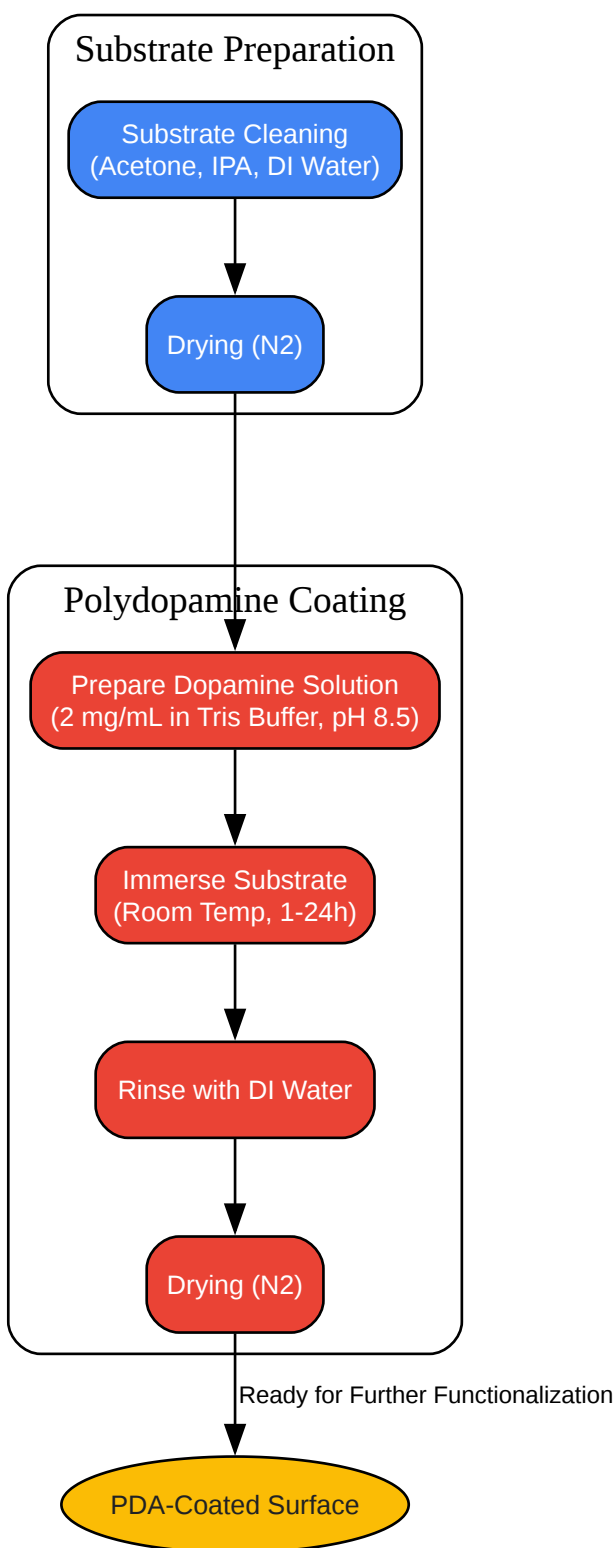 Substrate Preparation
Substrate Cleaning
(Acetone, IPA, DI Water)
Drying (N2)
Polydopamine Coating
Prepare Dopamine Solution
(2 mg/mL in Tris Buffer, pH 8.5)
Immerse Substrate
(Room Temp, 1-24h)
Rinse with DI Water
Drying (N2)
Ready for Further Functionalization
PDA-Coated Surface